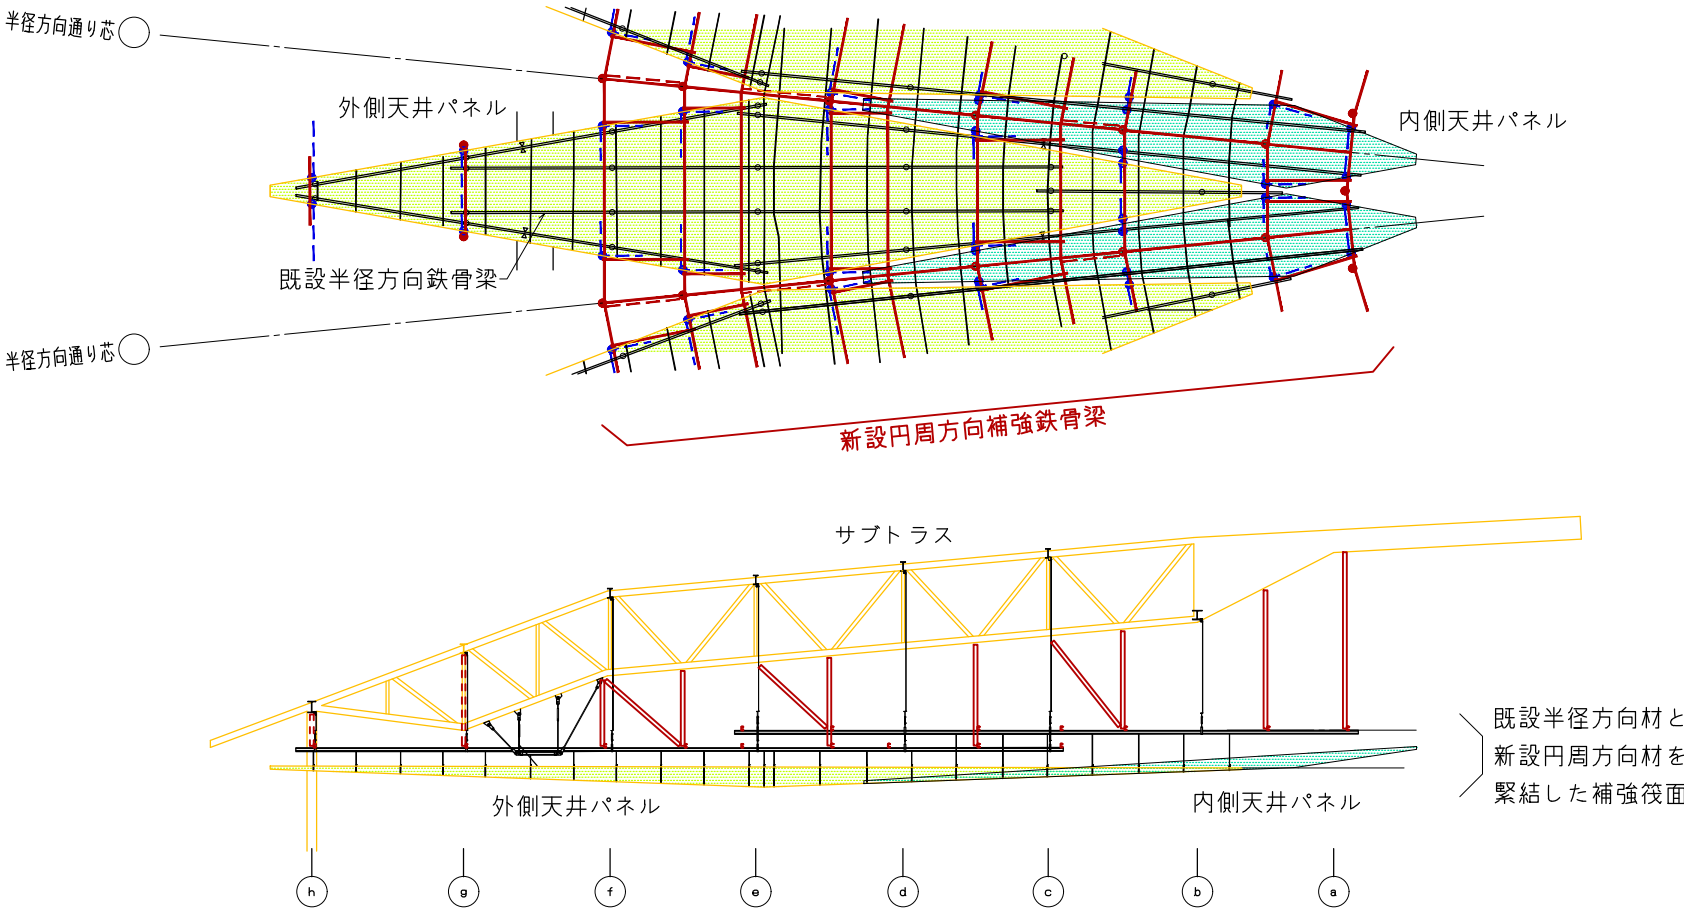 半径方向通り芯
外側天井パネル
内側天井パネル
既設半径方向鉄骨梁
半径方向通り芯
新設円周方向補強鉄骨梁
サブトラス
既設半径方向材と
新設円周方向材を
緊結した補強筏面
外側天井パネル
内側天井パネル
h g f e d c b a